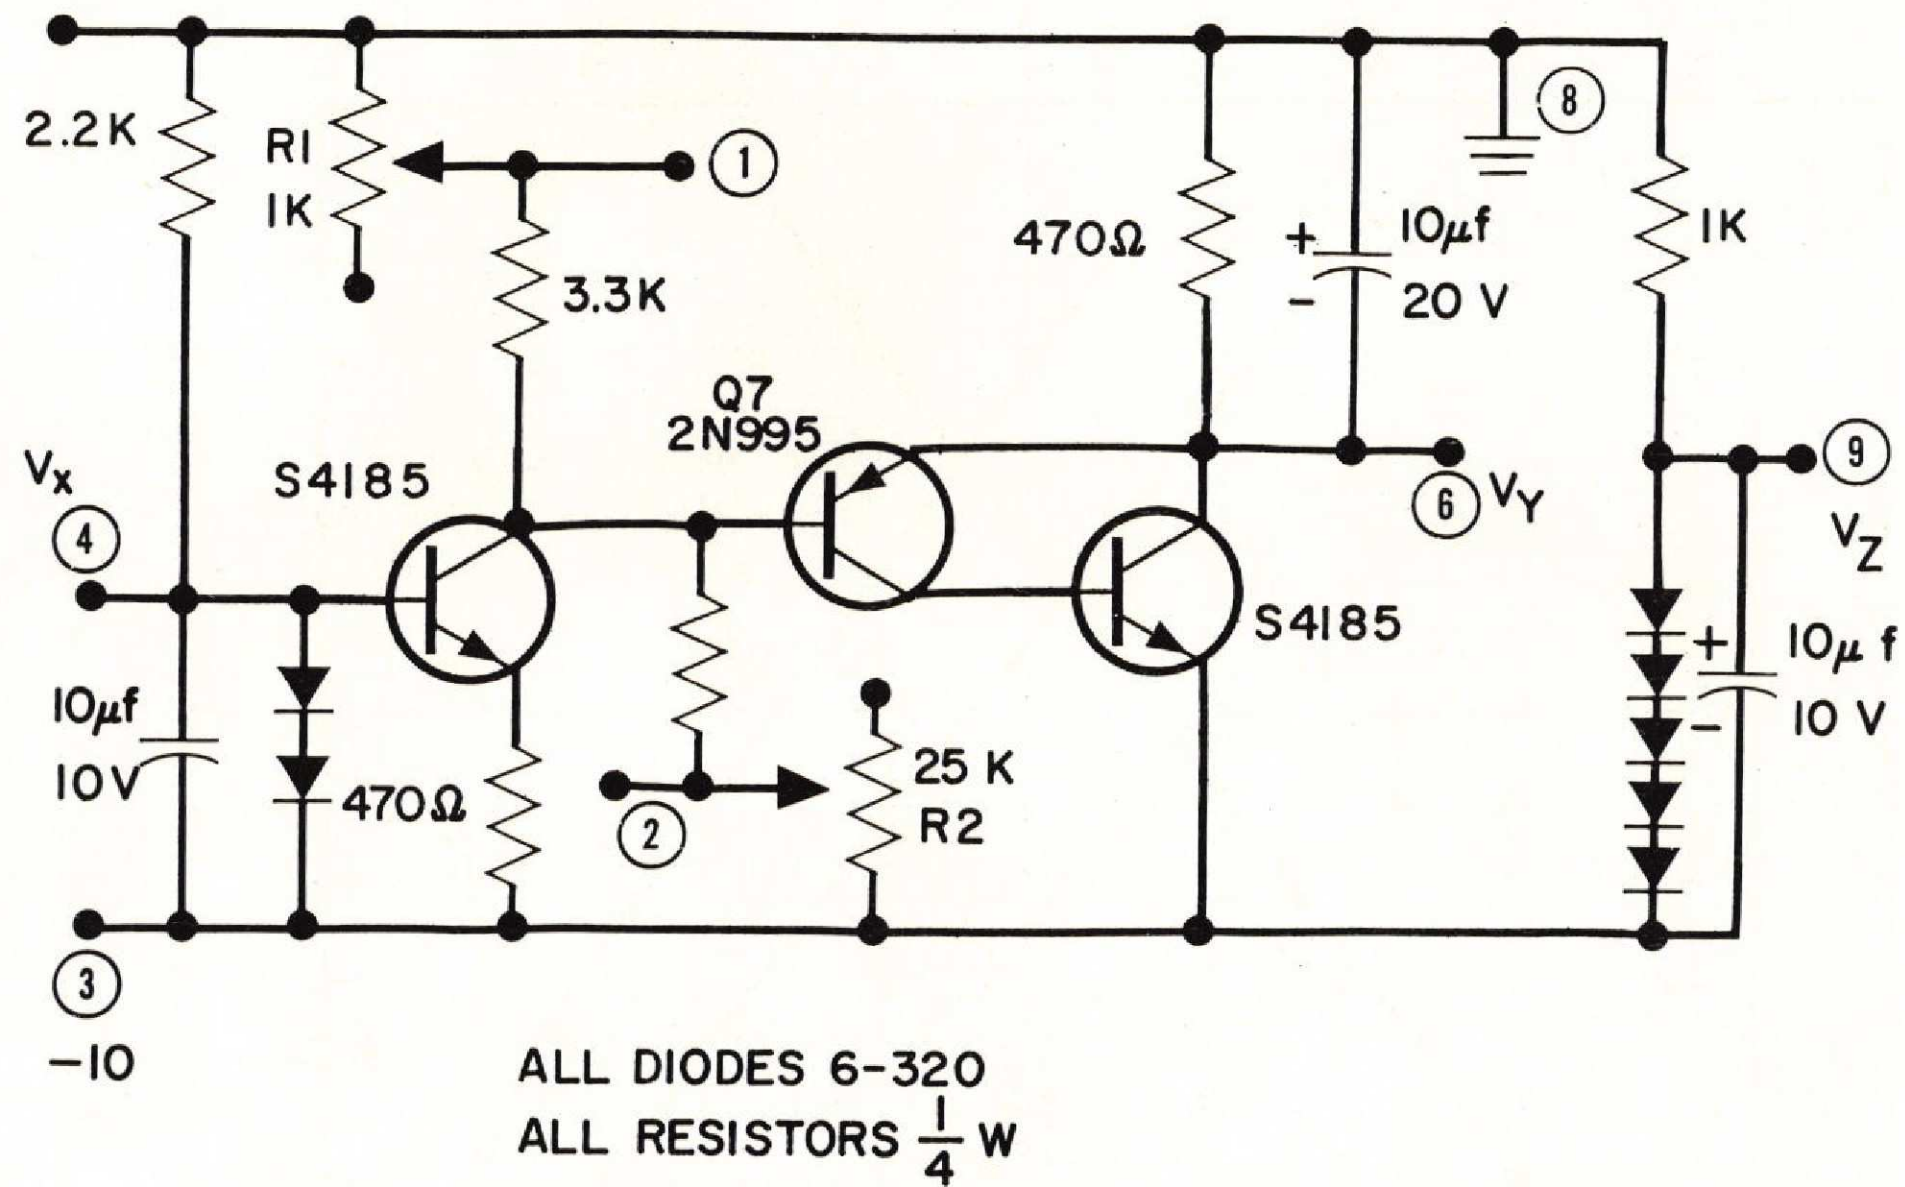 2.2K
R1
1K
1
3.3K
470Ω
+
-
10µf
20 V
8
1K
Q7
2N995
S4185
Vx
4
6
VY
9
VZ
S4185
10µf
10V
470Ω
2
25 K
R2
+
-
10µf
10 V
3
-10
ALL DIODES 6-320
ALL RESISTORS 1/4 W